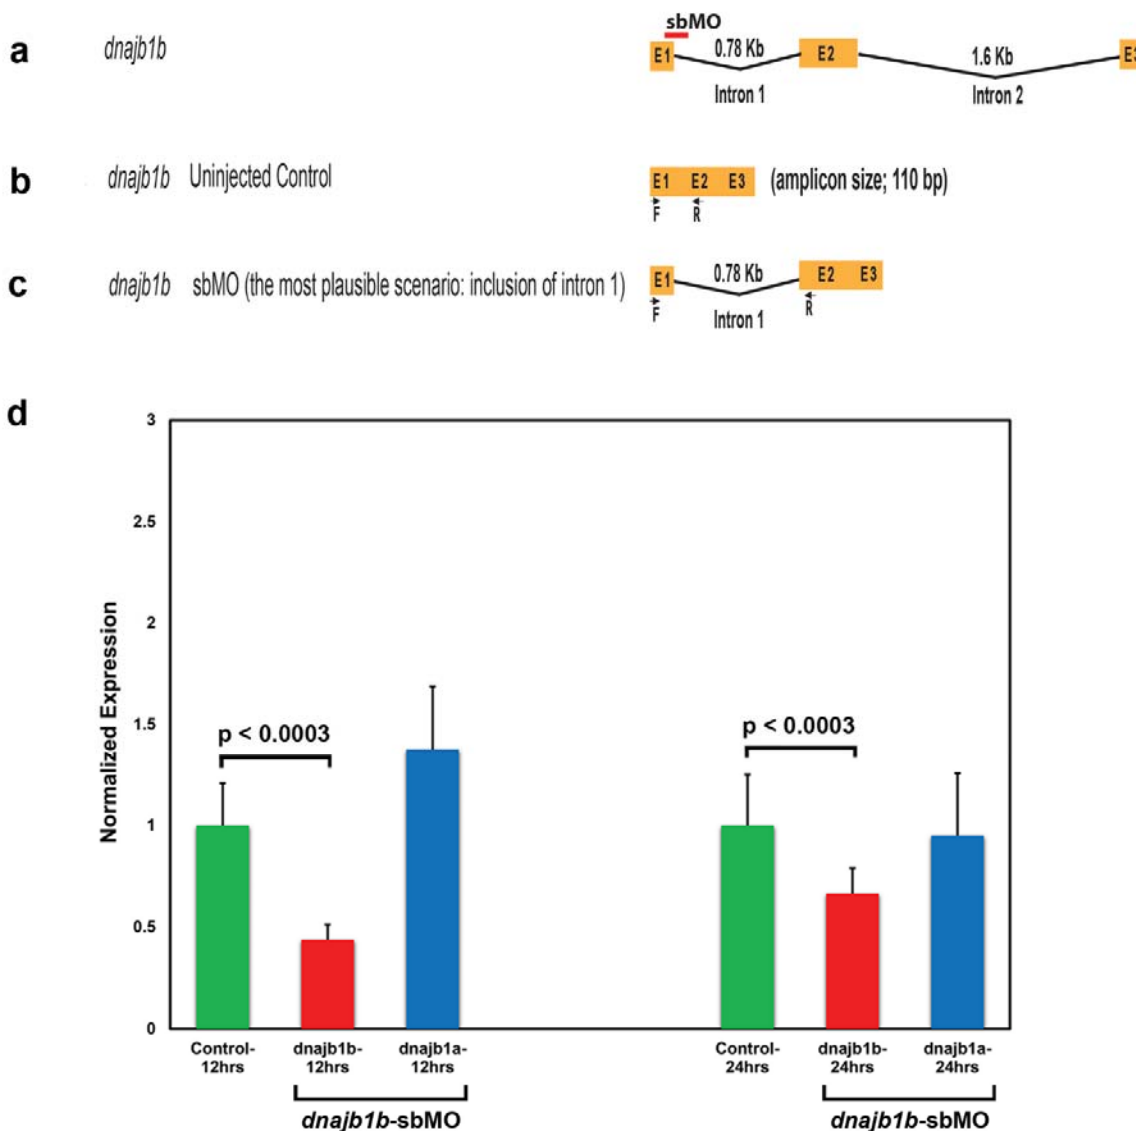 a
dnajb1b
sbMO
E1
0.78 Kb
E2
1.6 Kb
E3
Intron 1
Intron 2
b
dnajb1b Uninjected Control
E1 E2 E3
(amplicon size; 110 bp)
F R
c
dnajb1b sbMO (the most plausible scenario: inclusion of intron 1)
E1
0.78 Kb
E2 E3
F
Intron 1
R
d
Normalized Expression
3
2.5
2
1.5
1
0.5
0
p < 0.0003
p < 0.0003
Control-
12hrs
dnajb1b-
12hrs
dnajb1a-
12hrs
Control-
24hrs
dnajb1b-
24hrs
dnajb1a-
24hrs
dnajb1b-sbMO
dnajb1b-sbMO